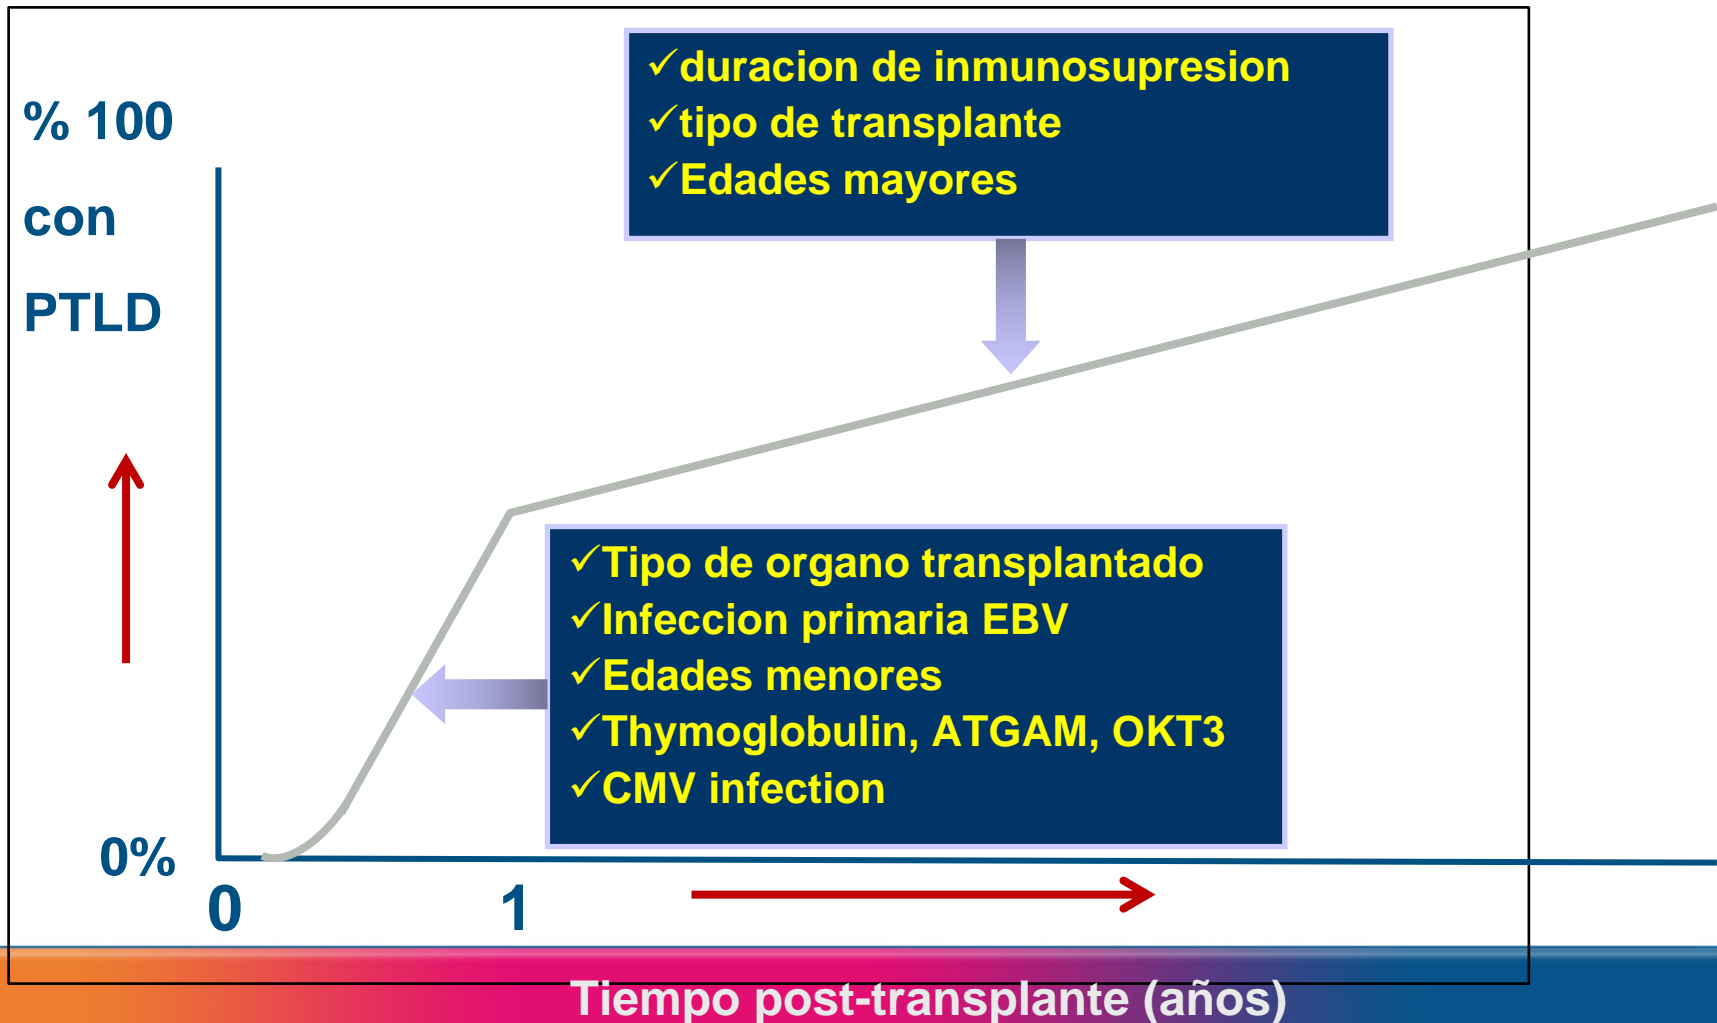 ✓duracion de inmunosupresion
✓tipo de transplante
✓Edades mayores
% 100
con
PTLD
✓Tipo de organo transplantado
✓Infeccion primaria EBV
✓Edades menores
✓Thymoglobulin, ATGAM, OKT3
✓CMV infection
0%
0 1
Tiempo post-transplante (años)